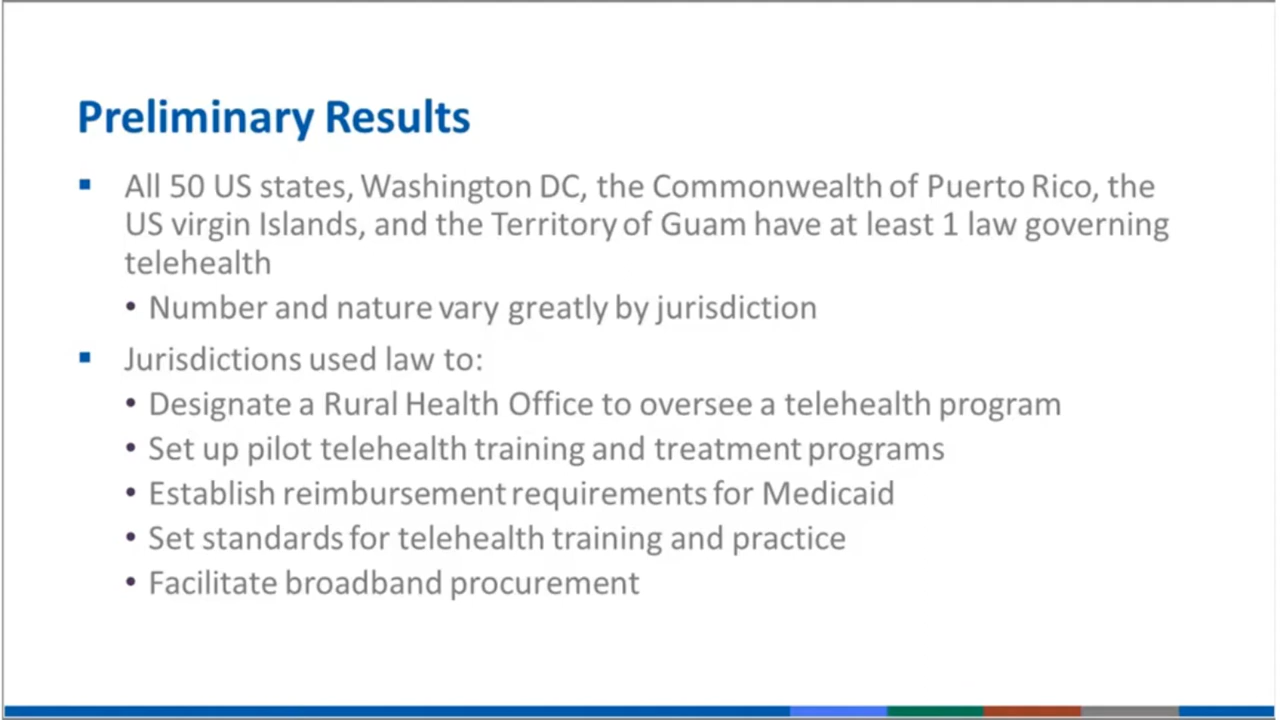 Preliminary Results
▪ All 50 US states, Washington DC, the Commonwealth of Puerto Rico, the
US virgin Islands, and the Territory of Guam have at least 1 law governing
telehealth
• Number and nature vary greatly by jurisdiction
▪ Jurisdictions used law to:
• Designate a Rural Health Office to oversee a telehealth program
• Set up pilot telehealth training and treatment programs
• Establish reimbursement requirements for Medicaid
• Set standards for telehealth training and practice
• Facilitate broadband procurement